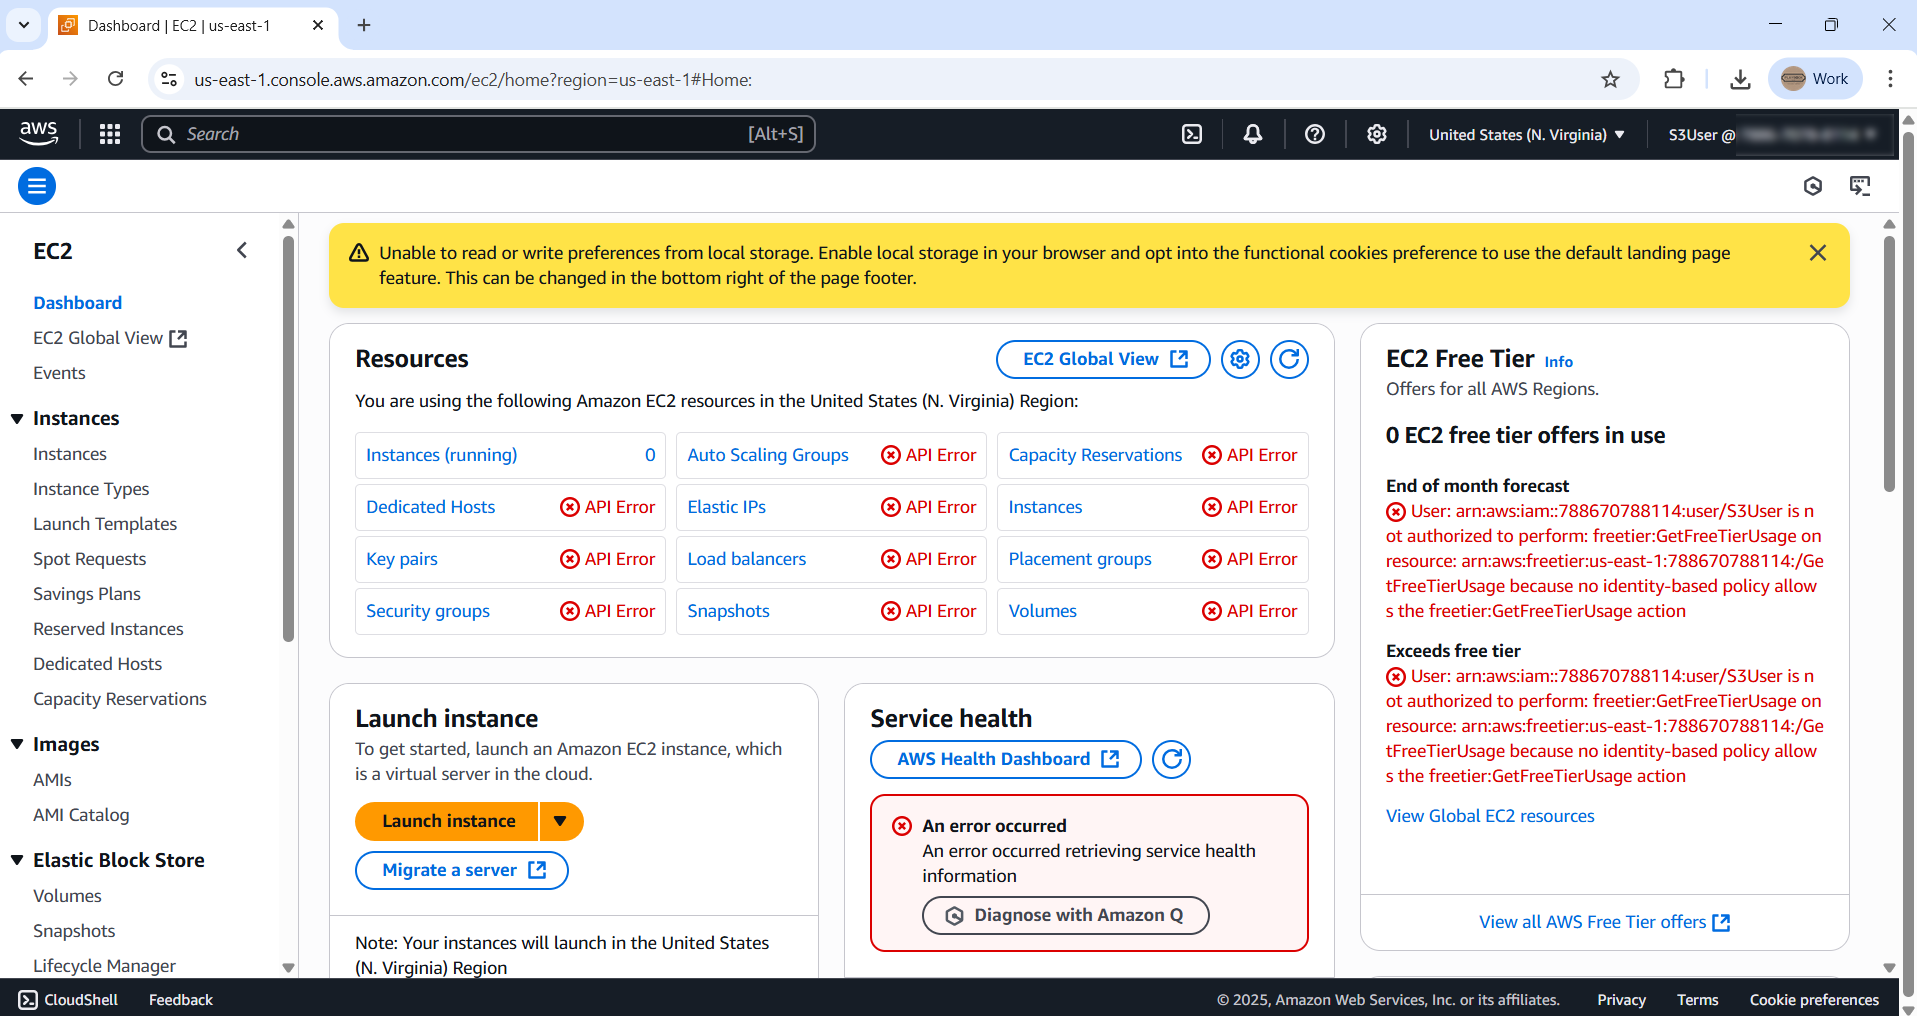 Dashboard | EC2 | us-east-1
us-east-1.console.aws.amazon.com/ec2/home?region=us-east-1#Home:
Work
aws
Search
[Alt+S]
United States (N. Virginia)
S3User @
EC2
Dashboard
EC2 Global View
Events
Instances
Instances
Instance Types
Launch Templates
Spot Requests
Savings Plans
Reserved Instances
Dedicated Hosts
Capacity Reservations
Images
AMIs
AMI Catalog
Elastic Block Store
Volumes
Snapshots
Lifecycle Manager
Unable to read or write preferences from local storage. Enable local storage in your browser and opt into the functional cookies preference to use the default landing page
feature. This can be changed in the bottom right of the page footer.
Resources
EC2 Global View
You are using the following Amazon EC2 resources in the United States (N. Virginia) Region:
Instances (running) 0
Auto Scaling Groups API Error
Capacity Reservations API Error
Dedicated Hosts API Error
Elastic IPs API Error
Instances API Error
Key pairs API Error
Load balancers API Error
Placement groups API Error
Security groups API Error
Snapshots API Error
Volumes API Error
Launch instance
To get started, launch an Amazon EC2 instance, which
is a virtual server in the cloud.
Launch instance
Migrate a server
Note: Your instances will launch in the United States
(N. Virginia) Region
Service health
AWS Health Dashboard
An error occurred
An error occurred retrieving service health
information
Diagnose with Amazon Q
EC2 Free Tier Info
Offers for all AWS Regions.
0 EC2 free tier offers in use
End of month forecast
User: arn:aws:iam::788670788114:user/S3User is n
ot authorized to perform: freetier:GetFreeTierUsage on
resource: arn:aws:freetier:us-east-1:788670788114:/Ge
tFreeTierUsage because no identity-based policy allow
s the freetier:GetFreeTierUsage action
Exceeds free tier
User: arn:aws:iam::788670788114:user/S3User is n
ot authorized to perform: freetier:GetFreeTierUsage on
resource: arn:aws:freetier:us-east-1:788670788114:/Ge
tFreeTierUsage because no identity-based policy allow
s the freetier:GetFreeTierUsage action
View Global EC2 resources
View all AWS Free Tier offers
CloudShell
Feedback
© 2025, Amazon Web Services, Inc. or its affiliates.
Privacy
Terms
Cookie preferences